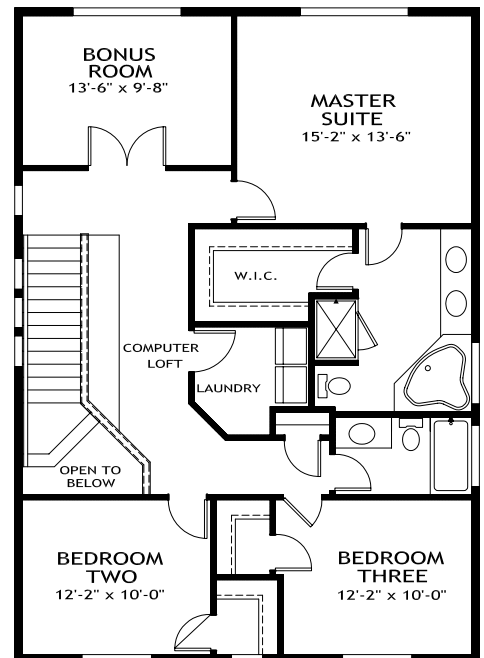 BONUS
ROOM
13'-6" x 9'-8"
MASTER
SUITE
15'-2" x 13'-6"
W.I.C.
COMPUTER
LOFT
LAUNDRY
OPEN TO
BELOW
BEDROOM
TWO
12'-2" x 10'-0"
BEDROOM
THREE
12'-2" x 10'-0"